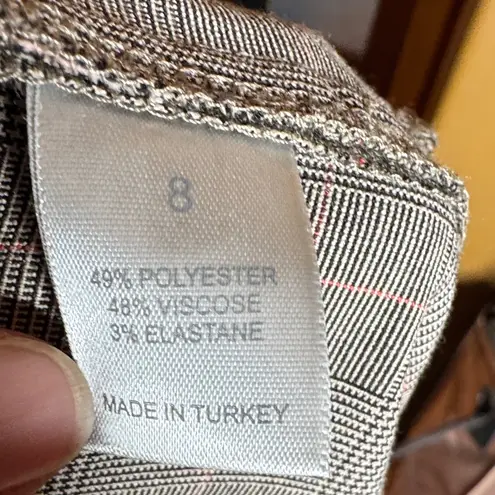 8
49% POLYESTER
48% VISCOSE
3% ELASTANE
MADE IN TURKEY